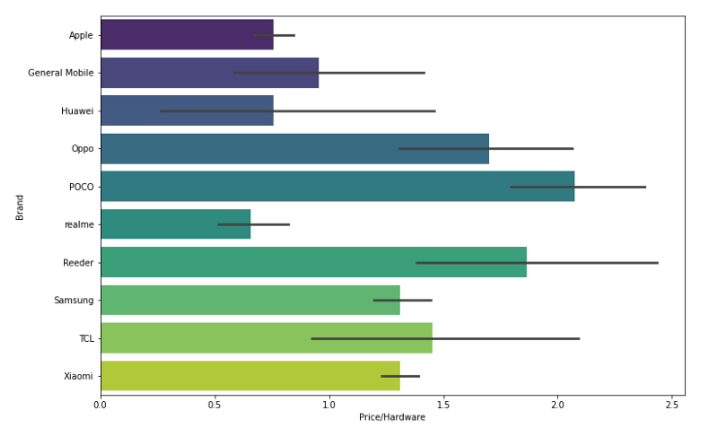 Apple
General Mobile
Huawei
Oppo
POCO
realme
Reeder
Samsung
TCL
Xiaomi
Brand
0.0 0.5 1.0 1.5 2.0 2.5
Price/Hardware